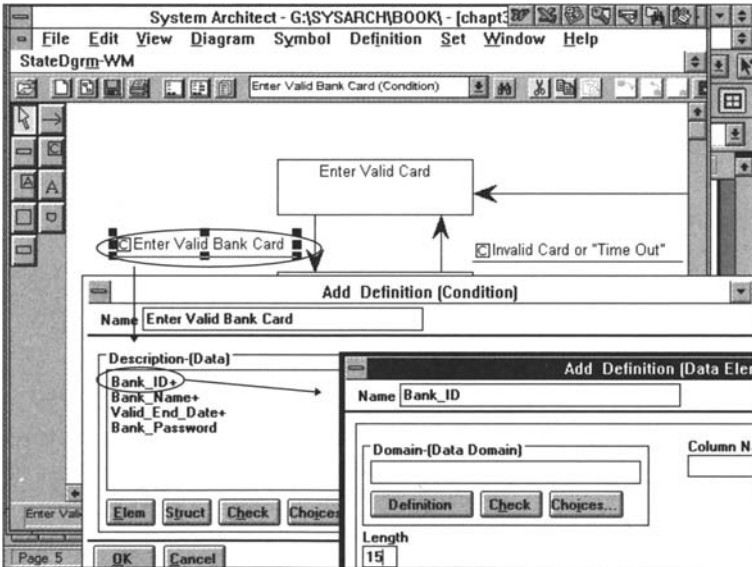 System Architect - G:\SYSARCH\BOOK\ - [chapt3
File Edit View Diagram Symbol Definition Set Window Help
StateDgrm-WM
Enter Valid Bank Card (Condition)
Enter Valid Card
C Enter Valid Bank Card
C Invalid Card or "Time Out"
Add Definition (Condition)
Name Enter Valid Bank Card
Description-(Data)
Bank_ID+
Bank_Name+
Valid_End_Date+
Bank_Password
Add Definition (Data Elem
Name Bank_ID
Domain-(Data Domain)
Column N
Definition Check Choices...
Length
15
Elem Struct Check Choices
Enter Vali
OK Cancel
Page 5